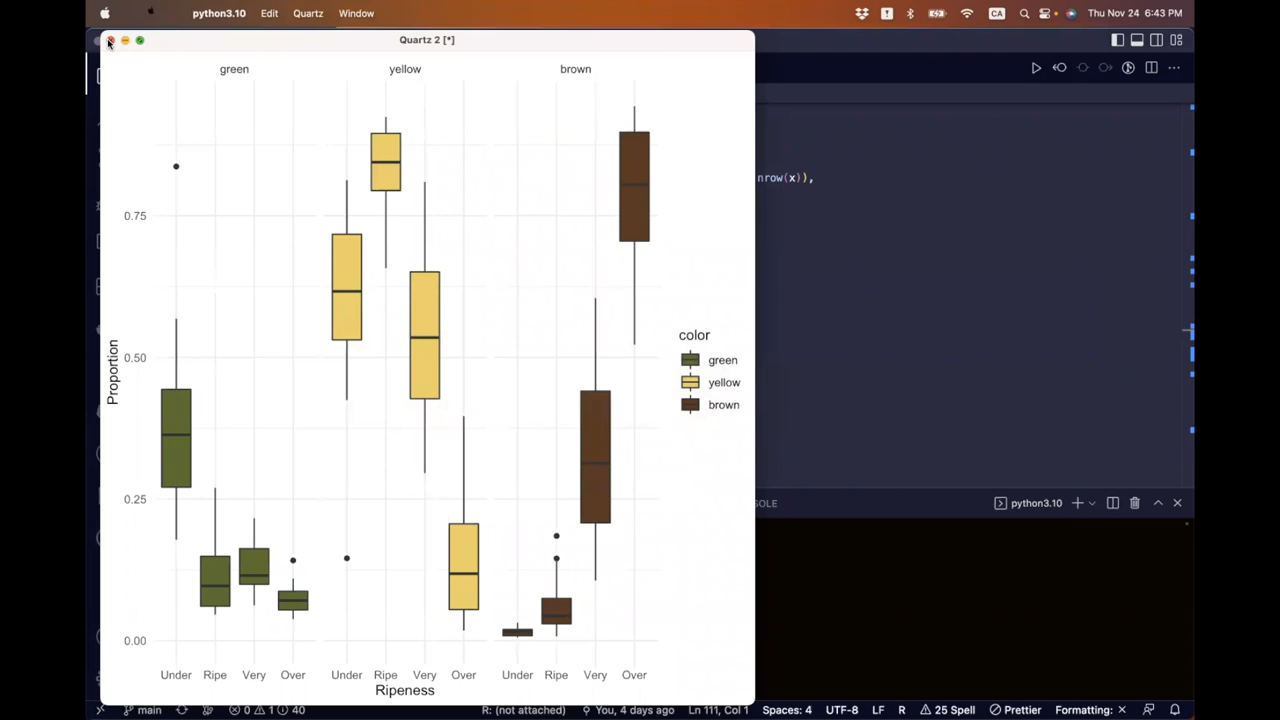 python3.10 Edit Quartz Window CA Thu Nov 24 6:43 PM
Quartz 2 [*]
green yellow brown
nrow(x)),
0.75
0.50
0.25
0.00
Proportion
color
green
yellow
brown
Under Ripe Very Over Under Ripe Very Over Under Ripe Very Over
Ripeness
SOLE
python3.10
main 0 1 40 R: (not attached) You, 4 days ago Ln 111, Col 1 Spaces: 4 UTF-8 LF R 25 Spell Prettier Formatting: ×